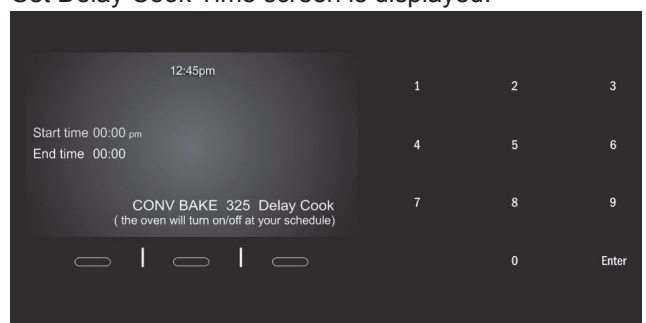 Set Delay Cook Time screen is displayed.
12:45pm
Start time 00:00 pm
End time 00:00
CONV BAKE 325 Delay Cook
( the oven will turn on/off at your schedule)
1 2 3
4 5 6
7 8 9
0 Enter